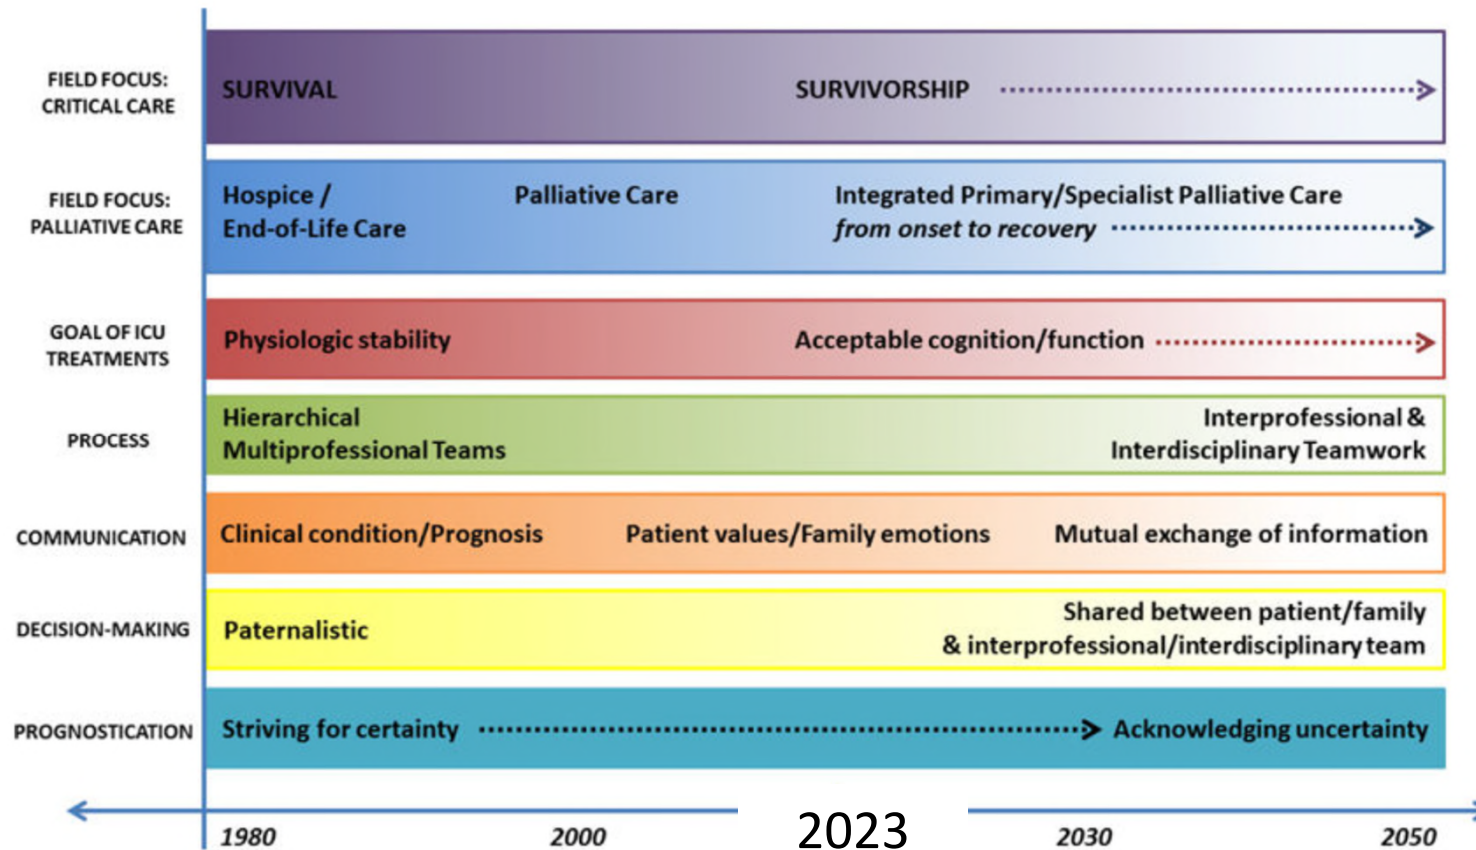 FIELD FOCUS:
CRITICAL CARE
SURVIVAL
SURVIVORSHIP
FIELD FOCUS:
PALLIATIVE CARE
Hospice /
End-of-Life Care
Palliative Care
Integrated Primary/Specialist Palliative Care
from onset to recovery
GOAL OF ICU
TREATMENTS
Physiologic stability
Acceptable cognition/function
PROCESS
Hierarchical
Multiprofessional Teams
Interprofessional &
Interdisciplinary Teamwork
COMMUNICATION
Clinical condition/Prognosis
Patient values/Family emotions
Mutual exchange of information
DECISION-MAKING
Paternalistic
Shared between patient/family
& interprofessional/interdisciplinary team
PROGNOSTICATION
Striving for certainty
Acknowledging uncertainty
1980
2000
2023
2030
2050